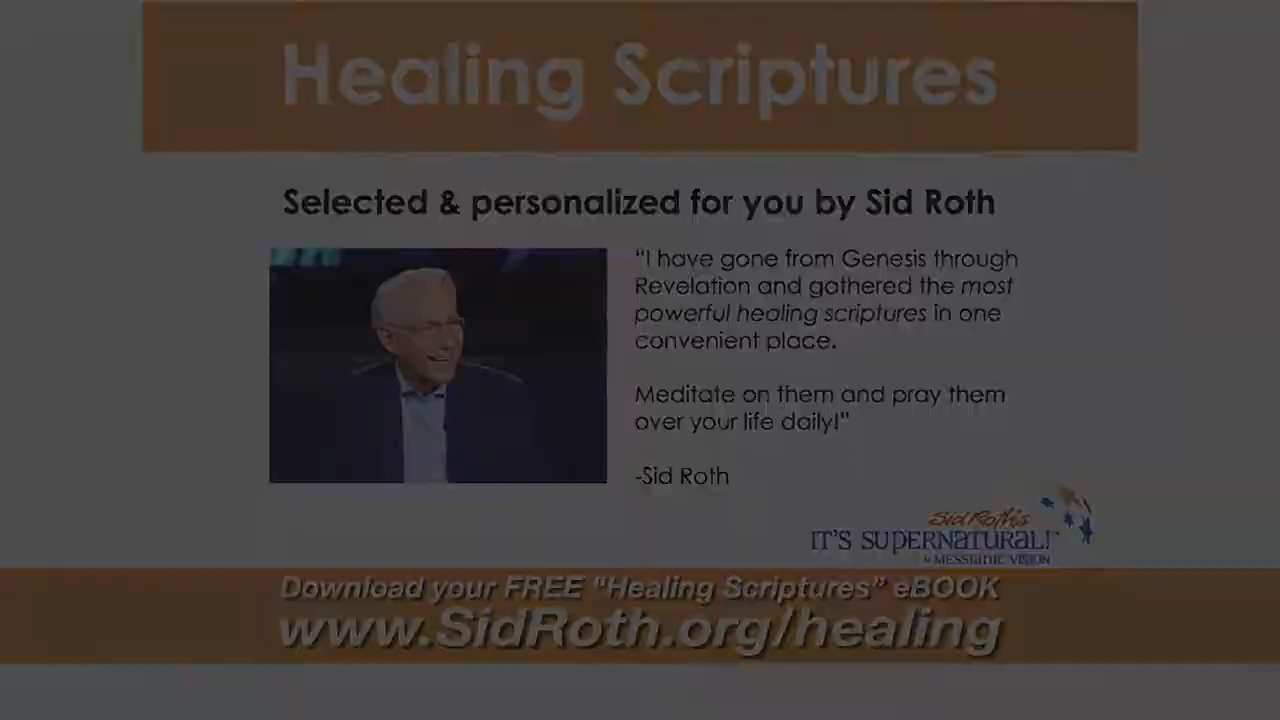 Healing Scriptures
Selected & personalized for you by Sid Roth
“I have gone from Genesis through
Revelation and gathered the most
powerful healing scriptures in one
convenient place.
Meditate on them and pray them
over your life daily!”
-Sid Roth
Sid Roth's
IT'S SUPERNATURAL!
& MESSIANIC VISION
Download your FREE "Healing Scriptures” eBOOK
www.SidRoth.org/healing